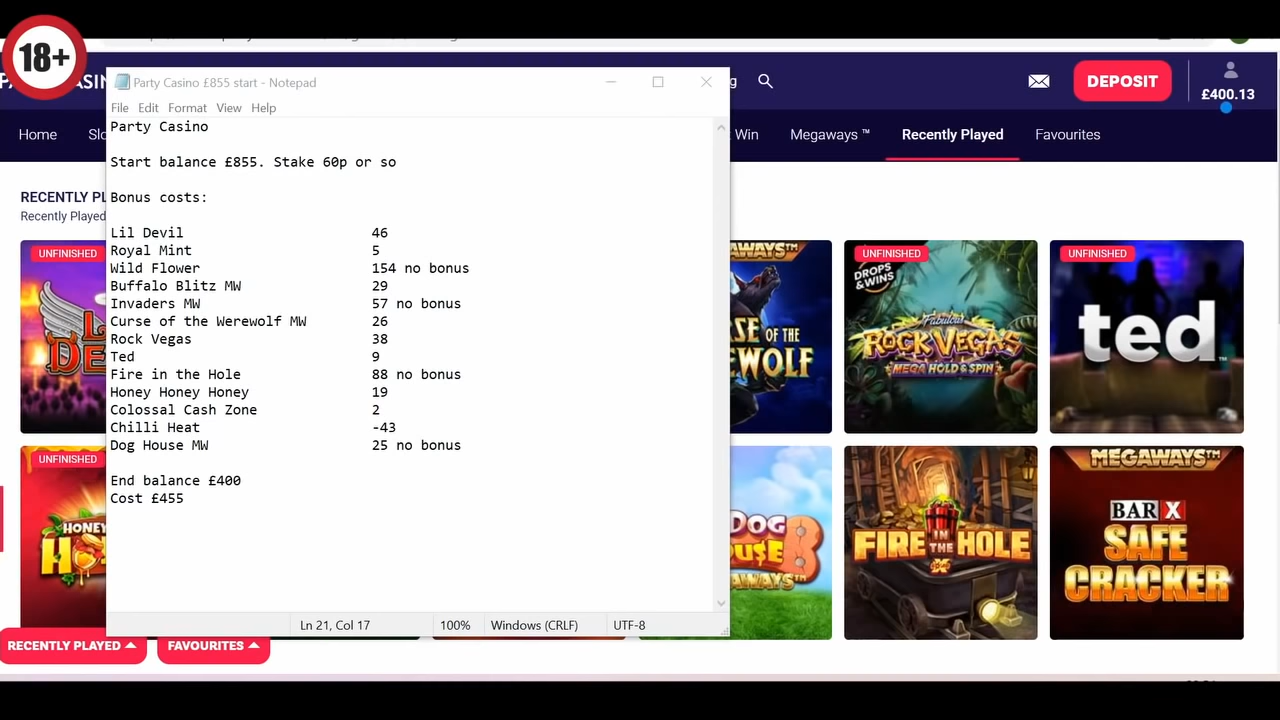 18+
Party Casino £855 start - Notepad
DEPOSIT
£400.13
File Edit Format View Help
Home
Win
Megaways ™
Recently Played
Favourites
Party Casino
Start balance £855. Stake 60p or so
Bonus costs:
Lil Devil 46
Royal Mint 5
Wild Flower 154 no bonus
Buffalo Blitz MW 29
Invaders MW 57 no bonus
Curse of the Werewolf MW 26
Rock Vegas 38
Ted 9
Fire in the Hole 88 no bonus
Honey Honey Honey 19
Colossal Cash Zone 2
Chilli Heat -43
Dog House MW 25 no bonus
End balance £400
Cost £455
Ln 21, Col 17
100%
Windows (CRLF)
UTF-8
RECENTLY
Recently Played
UNFINISHED
OF THE
UNFINISHED
DROPS & WINS
Fabulous
ROCK VEGAS
MEGA HOLD & SPIN
UNFINISHED
ted™
UNFINISHED
HONEY
DOG
FIRE IN THE HOLE
MEGAWAYS™
BAR X
SAFE
CRACKER
RECENTLY PLAYED
FAVOURITES